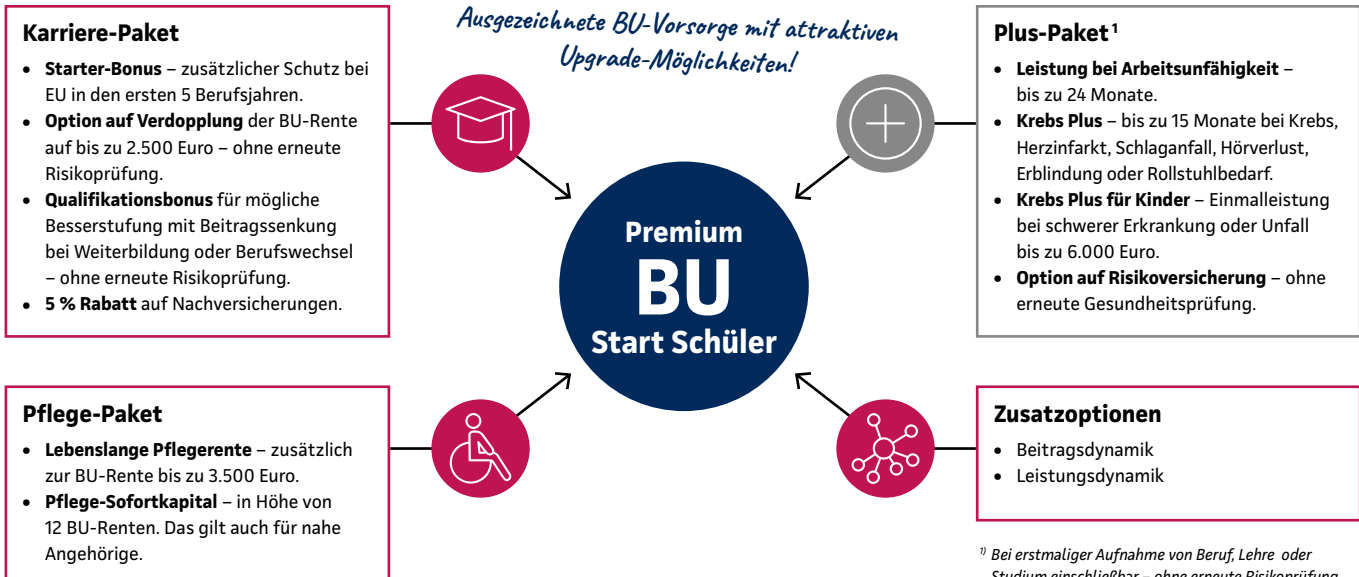 Ausgezeichnete BU-Vorsorge mit attraktiven
Upgrade-Möglichkeiten!
Karriere-Paket
• Starter-Bonus – zusätzlicher Schutz bei
EU in den ersten 5 Berufsjahren.
• Option auf Verdopplung der BU-Rente
auf bis zu 2.500 Euro – ohne erneute
Risikoprüfung.
• Qualifikationsbonus für mögliche
Besserstufung mit Beitragssenkung
bei Weiterbildung oder Berufswechsel
– ohne erneute Risikoprüfung.
• 5 % Rabatt auf Nachversicherungen.
Plus-Paket¹
• Leistung bei Arbeitsunfähigkeit –
bis zu 24 Monate.
• Krebs Plus – bis zu 15 Monate bei Krebs,
Herzinfarkt, Schlaganfall, Hörverlust,
Erblindung oder Rollstuhlbedarf.
• Krebs Plus für Kinder – Einmalleistung
bei schwerer Erkrankung oder Unfall
bis zu 6.000 Euro.
• Option auf Risikoversicherung – ohne
erneute Gesundheitsprüfung.
Premium
BU
Start Schüler
Pflege-Paket
• Lebenslange Pflegerente – zusätzlich
zur BU-Rente bis zu 3.500 Euro.
• Pflege-Sofortkapital – in Höhe von
12 BU-Renten. Das gilt auch für nahe
Angehörige.
Zusatzoptionen
• Beitragsdynamik
• Leistungsdynamik
¹⁾ Bei erstmaliger Aufnahme von Beruf, Lehre oder
Studium einschließbar – ohne erneute Risikoprüfung